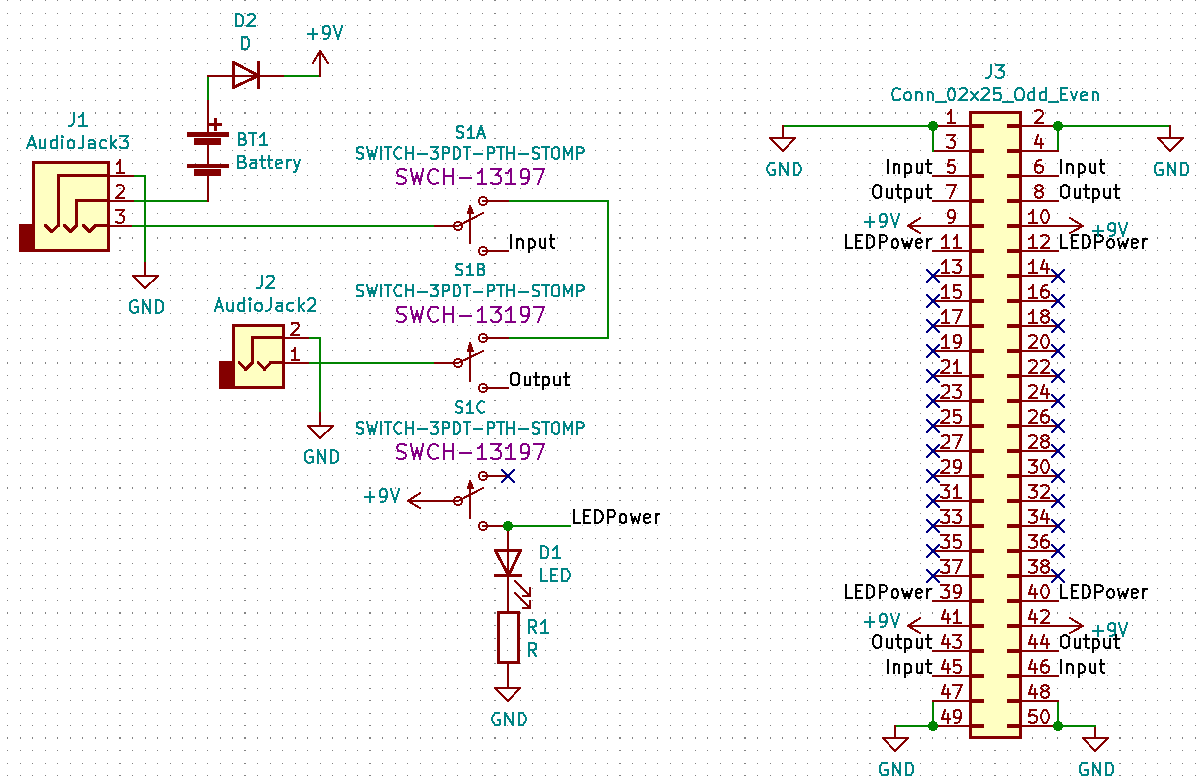 D2
D
+9V
J1
AudioJack3
1
2
3
+
BT1
Battery
GND
S1A
SWITCH-3PDT-PTH-STOMP
SWCH-13197
Input
J2
AudioJack2
2
1
GND
S1B
SWITCH-3PDT-PTH-STOMP
SWCH-13197
Output
S1C
SWITCH-3PDT-PTH-STOMP
SWCH-13197
+9V
LEDPower
D1
LED
R1
R
GND
J3
Conn_02x25_Odd_Even
1 2
3 4
GND GND
Input 5 6 Input
Output 7 8 Output
+9V 9 10 +9V
LEDPower 11 12 LEDPower
13 14
15 16
17 18
19 20
21 22
23 24
25 26
27 28
29 30
31 32
33 34
35 36
37 38
LEDPower 39 40 LEDPower
+9V 41 42 +9V
Output 43 44 Output
Input 45 46 Input
47 48
49 50
GND GND